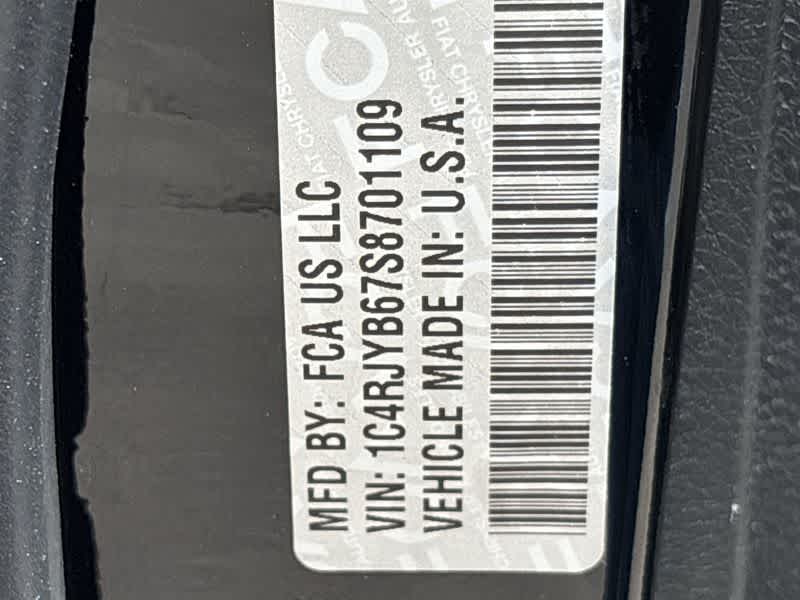 MFD BY: FCA US LLC
VIN: 1C4RJYB67S8701109
VEHICLE MADE IN: U.S.A.